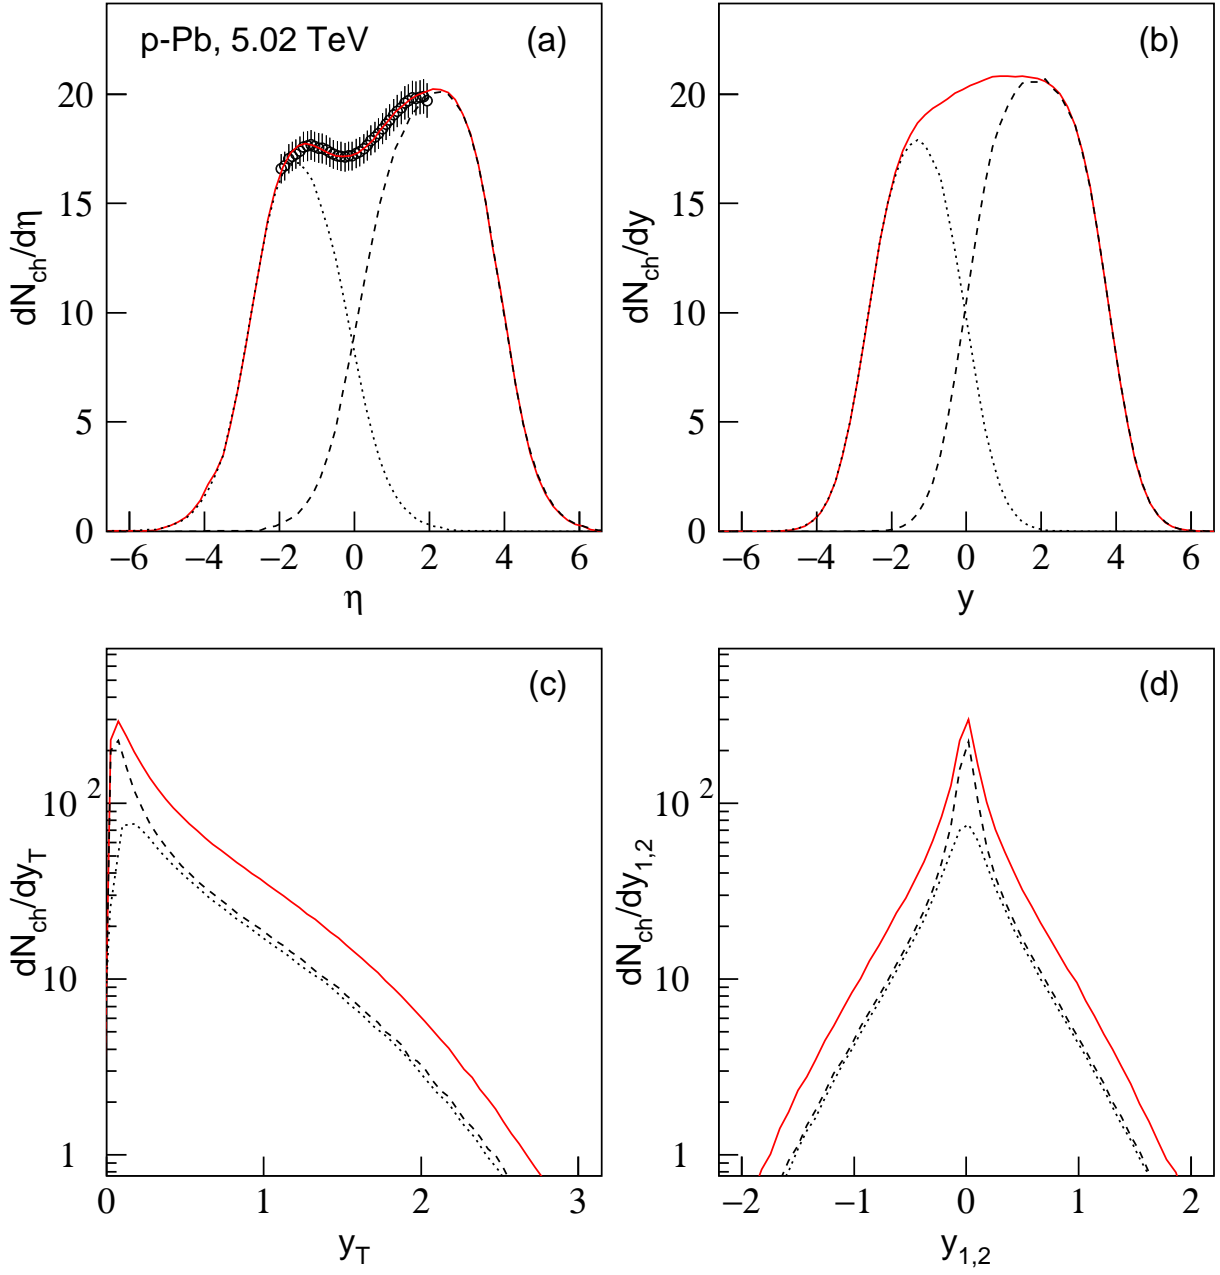 p-Pb, 5.02 TeV (a)
dN_ch/dη
20
15
10
5
0
−6 −4 −2 0 2 4 6
η
(b)
dN_ch/dy
20
15
10
5
0
−6 −4 −2 0 2 4 6
y
(c)
dN_ch/dy_T
10^2
10
1
0 1 2 3
y_T
(d)
dN_ch/dy_1,2
10^2
10
1
−2 −1 0 1 2
y_1,2